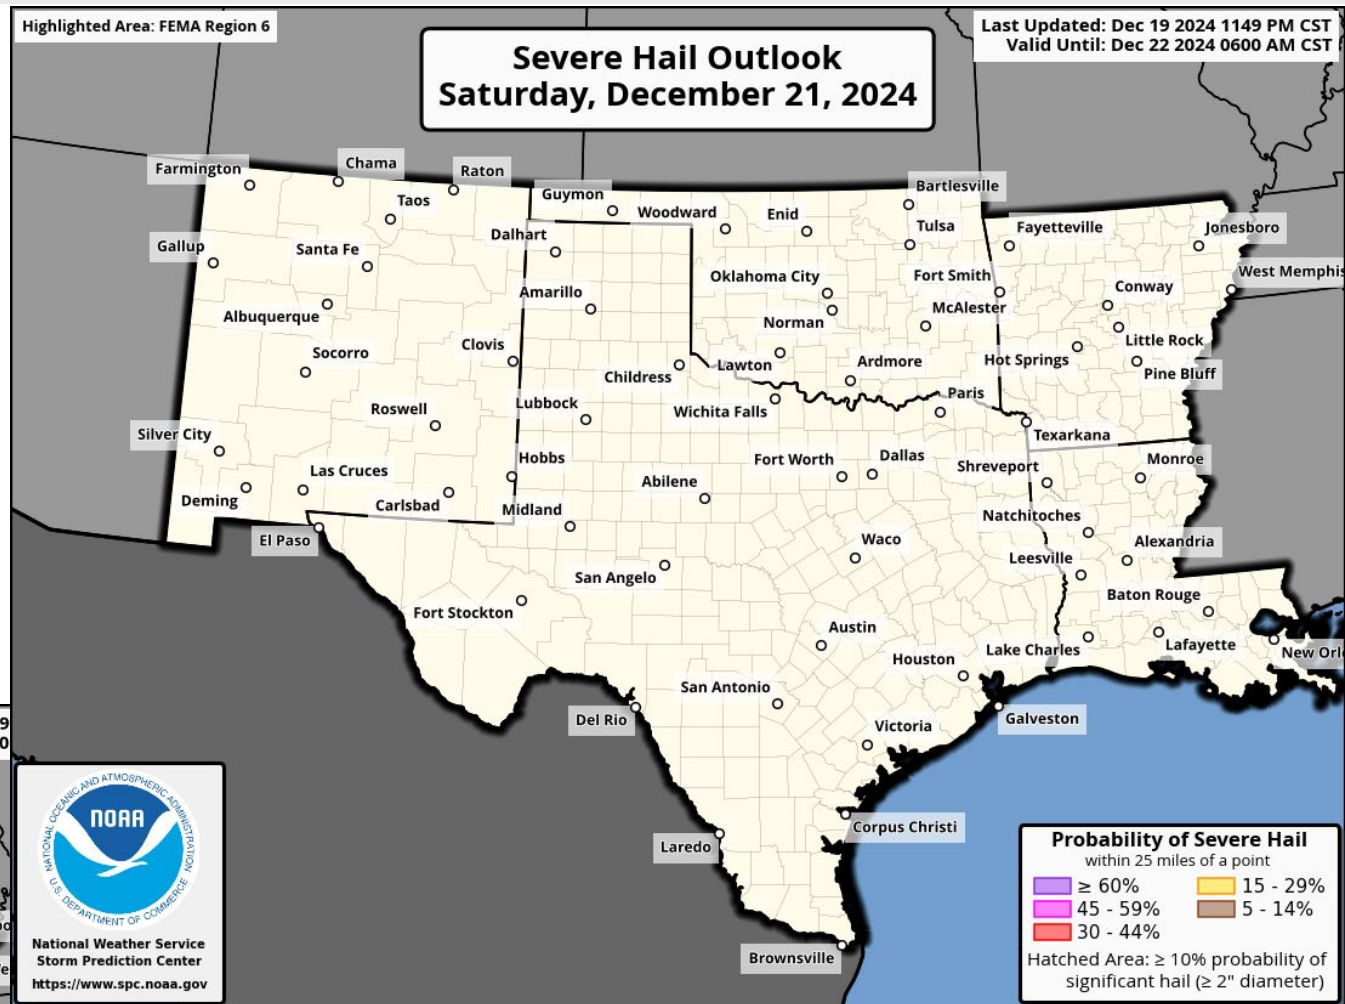 Highlighted Area: FEMA Region 6
Severe Hail Outlook
Saturday, December 21, 2024
Last Updated: Dec 19 2024 1149 PM CST
Valid Until: Dec 22 2024 0600 AM CST
Farmington
Chama
Raton
Taos
Guymon
Woodward
Enid
Bartlesville
Tulsa
Fayetteville
Jonesboro
Gallup
Santa Fe
Dalhart
Oklahoma City
Fort Smith
West Memphis
Amarillo
Conway
Albuquerque
Norman
McAlester
Socorro
Clovis
Childress
Lawton
Ardmore
Hot Springs
Little Rock
Pine Bluff
Roswell
Lubbock
Wichita Falls
Paris
Silver City
Texarkana
Las Cruces
Hobbs
Fort Worth
Dallas
Shreveport
Monroe
Deming
Carlsbad
Midland
Abilene
Natchitoches
El Paso
Waco
Leesville
Alexandria
San Angelo
Fort Stockton
Baton Rouge
Austin
Houston
Lake Charles
Lafayette
New Orl
San Antonio
Del Rio
Victoria
Galveston
Laredo
Corpus Christi
Brownsville
NATIONAL OCEANIC AND ATMOSPHERIC ADMINISTRATION
NOAA
U.S. DEPARTMENT OF COMMERCE
National Weather Service
Storm Prediction Center
https://www.spc.noaa.gov
Probability of Severe Hail
within 25 miles of a point
≥ 60%
15 - 29%
45 - 59%
5 - 14%
30 - 44%
Hatched Area: ≥ 10% probability of
significant hail (≥ 2" diameter)